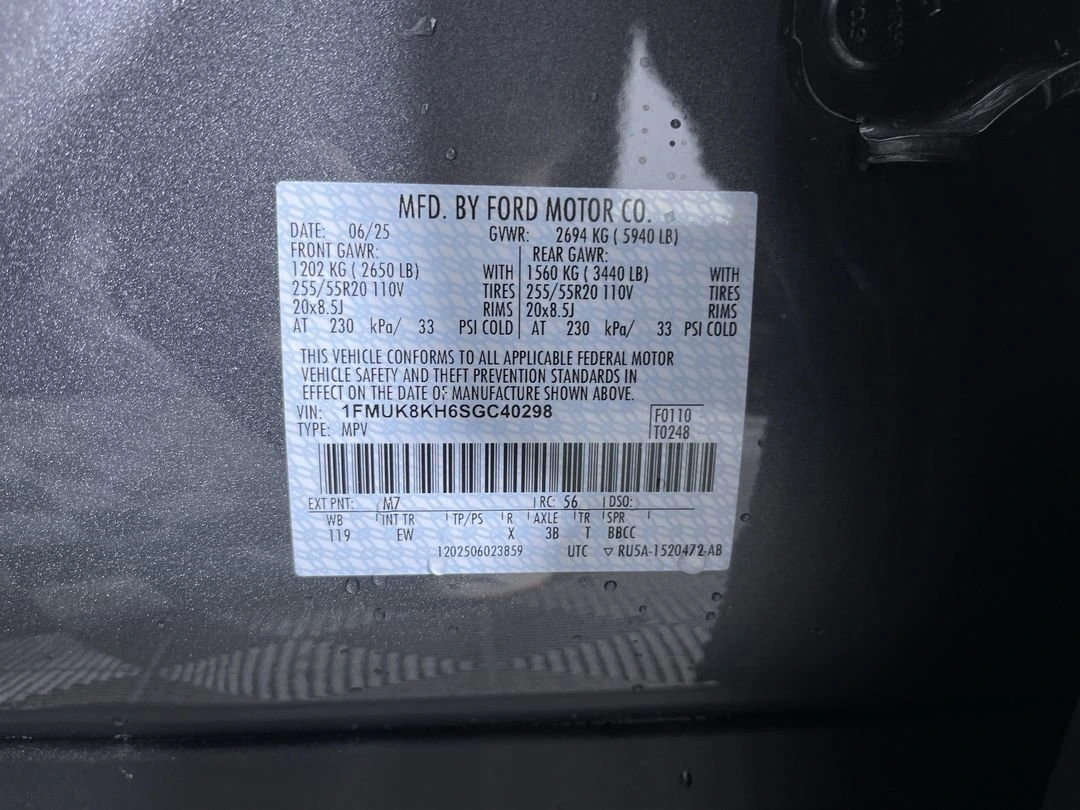 MFD. BY FORD MOTOR CO.
DATE: 06/25 GVWR: 2694 KG ( 5940 LB)
FRONT GAWR: REAR GAWR:
1202 KG ( 2650 LB) WITH 1560 KG ( 3440 LB) WITH
255/55R20 110V TIRES 255/55R20 110V TIRES
20x8.5J RIMS 20x8.5J RIMS
AT 230 kPa/ 33 PSI COLD AT 230 kPa/ 33 PSI COLD
THIS VEHICLE CONFORMS TO ALL APPLICABLE FEDERAL MOTOR
VEHICLE SAFETY AND THEFT PREVENTION STANDARDS IN
EFFECT ON THE DATE OF MANUFACTURE SHOWN ABOVE.
VIN: 1FMUK8KH6SGC40298 F0110
TYPE: MPV T0248
EXT PNT: M7 RC: 56 DSO:
WB INT TR TP/PS R AXLE TR SPR
119 EW X 3B T BBCC
1202506023859 UTC ▽ RU5A-1520472-AB